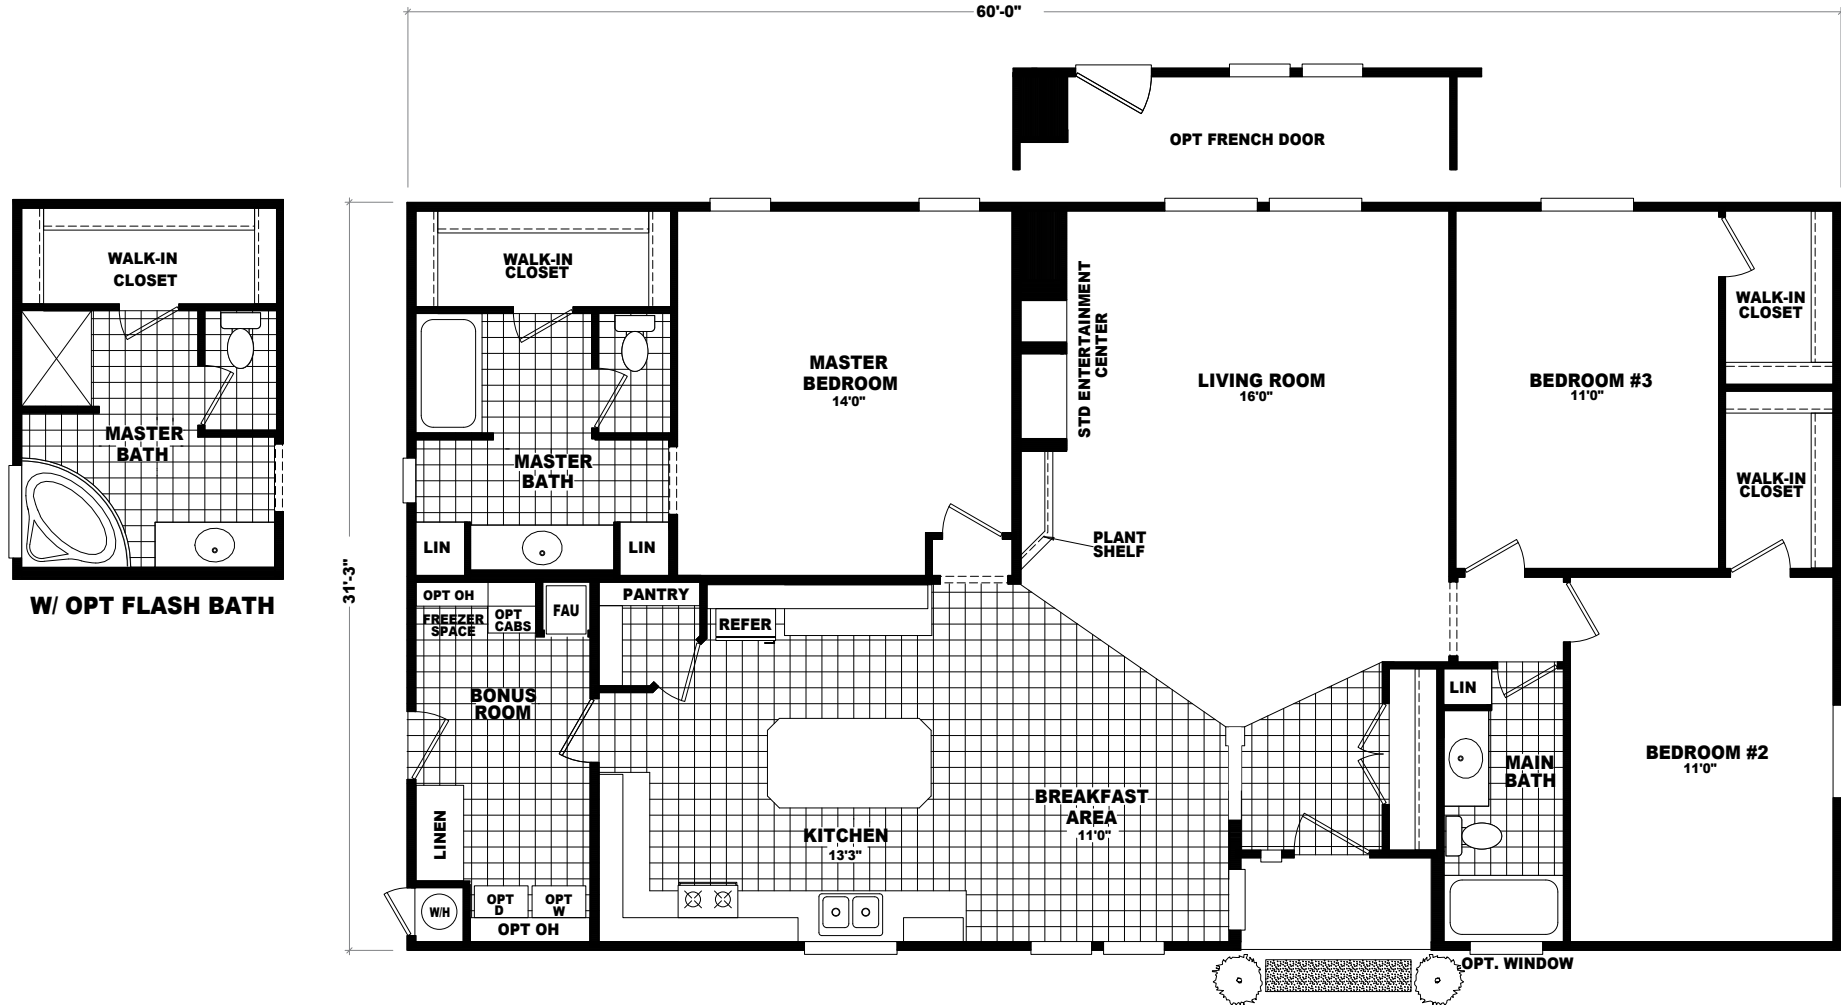 60'-0"
OPT FRENCH DOOR
WALK-IN
CLOSET
MASTER
BATH
W/ OPT FLASH BATH
31'-3"
WALK-IN
CLOSET
MASTER
BATH
LIN
LIN
MASTER
BEDROOM
14'0"
STD ENTERTAINMENT
CENTER
PLANT
SHELF
LIVING ROOM
16'0"
BEDROOM #3
11'0"
WALK-IN
CLOSET
WALK-IN
CLOSET
OPT OH
FREEZER
SPACE
OPT
CABS
FAU
PANTRY
REFER
BONUS
ROOM
LINEN
W/H
OPT
D
OPT
W
OPT OH
KITCHEN
13'3"
BREAKFAST
AREA
11'0"
LIN
MAIN
BATH
BEDROOM #2
11'0"
OPT. WINDOW